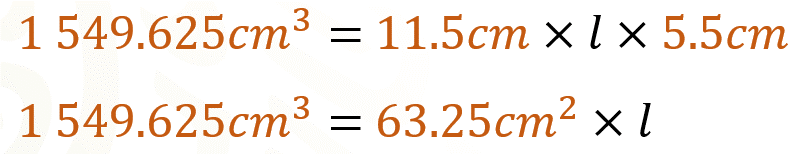 1 549.625cm³ = 11.5cm × l × 5.5cm
1 549.625cm³ = 63.25cm² × l